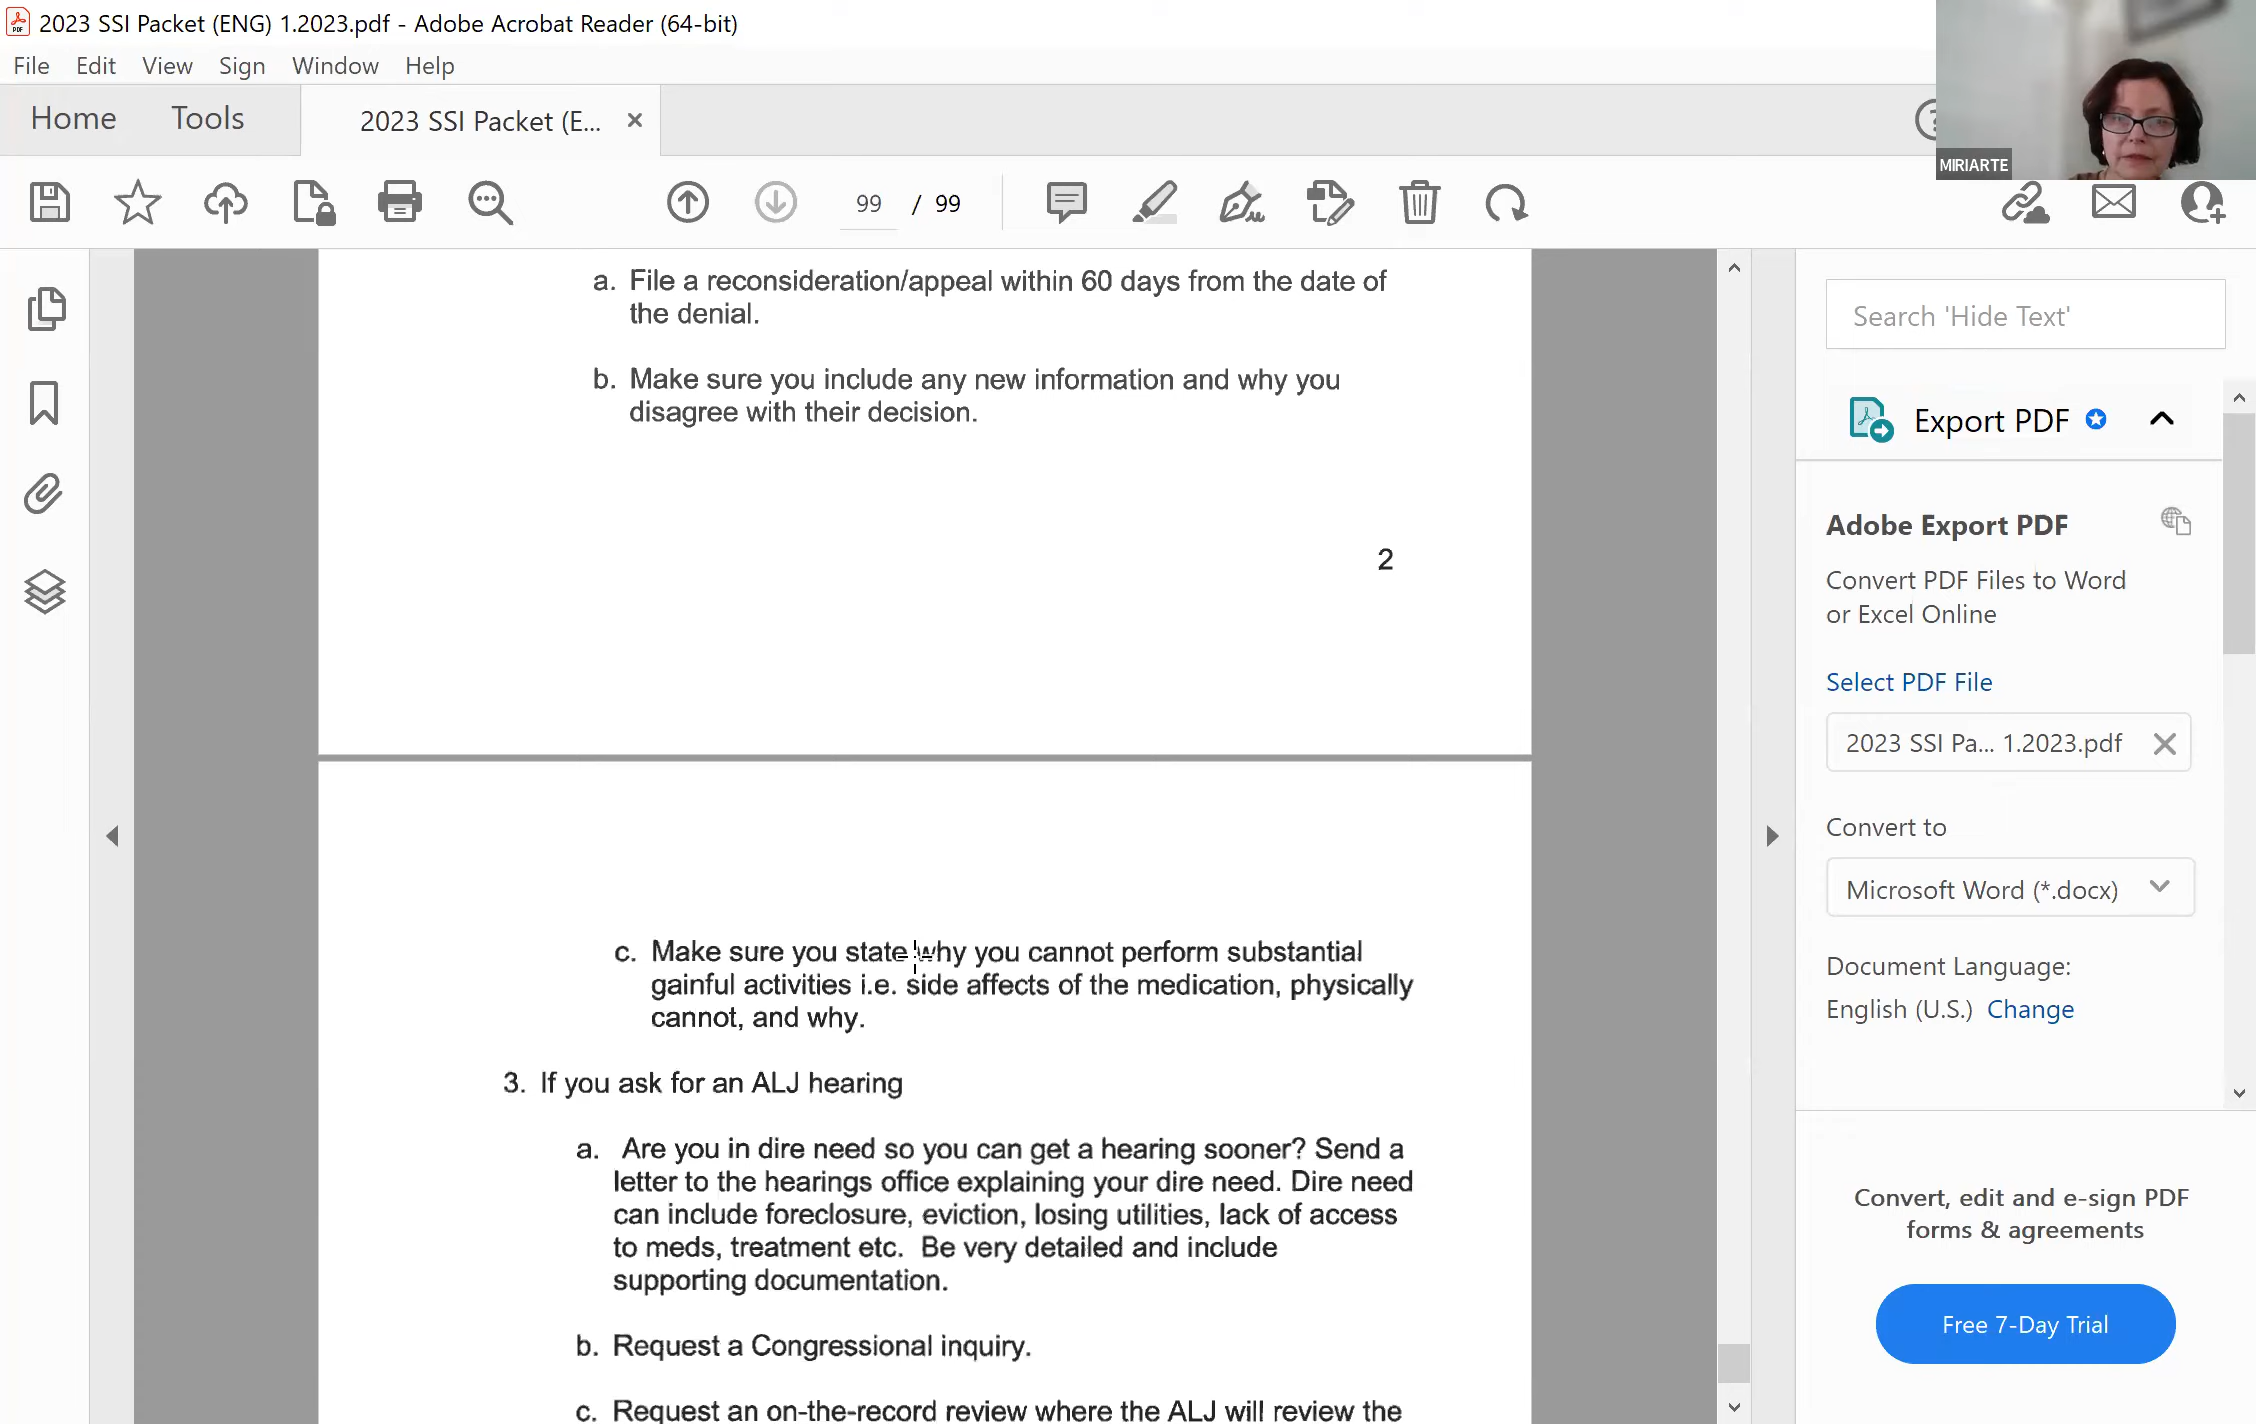 2023 SSI Packet (ENG) 1.2023.pdf - Adobe Acrobat Reader (64-bit)
File Edit View Sign Window Help
Home Tools 2023 SSI Packet (E... ×
MIRIARTE
99 / 99
a. File a reconsideration/appeal within 60 days from the date of
the denial.
b. Make sure you include any new information and why you
disagree with their decision.
2
c. Make sure you state why you cannot perform substantial
gainful activities i.e. side affects of the medication, physically
cannot, and why.
3. If you ask for an ALJ hearing
a. Are you in dire need so you can get a hearing sooner? Send a
letter to the hearings office explaining your dire need. Dire need
can include foreclosure, eviction, losing utilities, lack of access
to meds, treatment etc. Be very detailed and include
supporting documentation.
b. Request a Congressional inquiry.
c. Request an on-the-record review where the ALJ will review the
Search 'Hide Text'
Export PDF
Adobe Export PDF
Convert PDF Files to Word
or Excel Online
Select PDF File
2023 SSI Pa... 1.2023.pdf
Convert to
Microsoft Word (*.docx)
Document Language:
English (U.S.) Change
Convert, edit and e-sign PDF
forms & agreements
Free 7-Day Trial